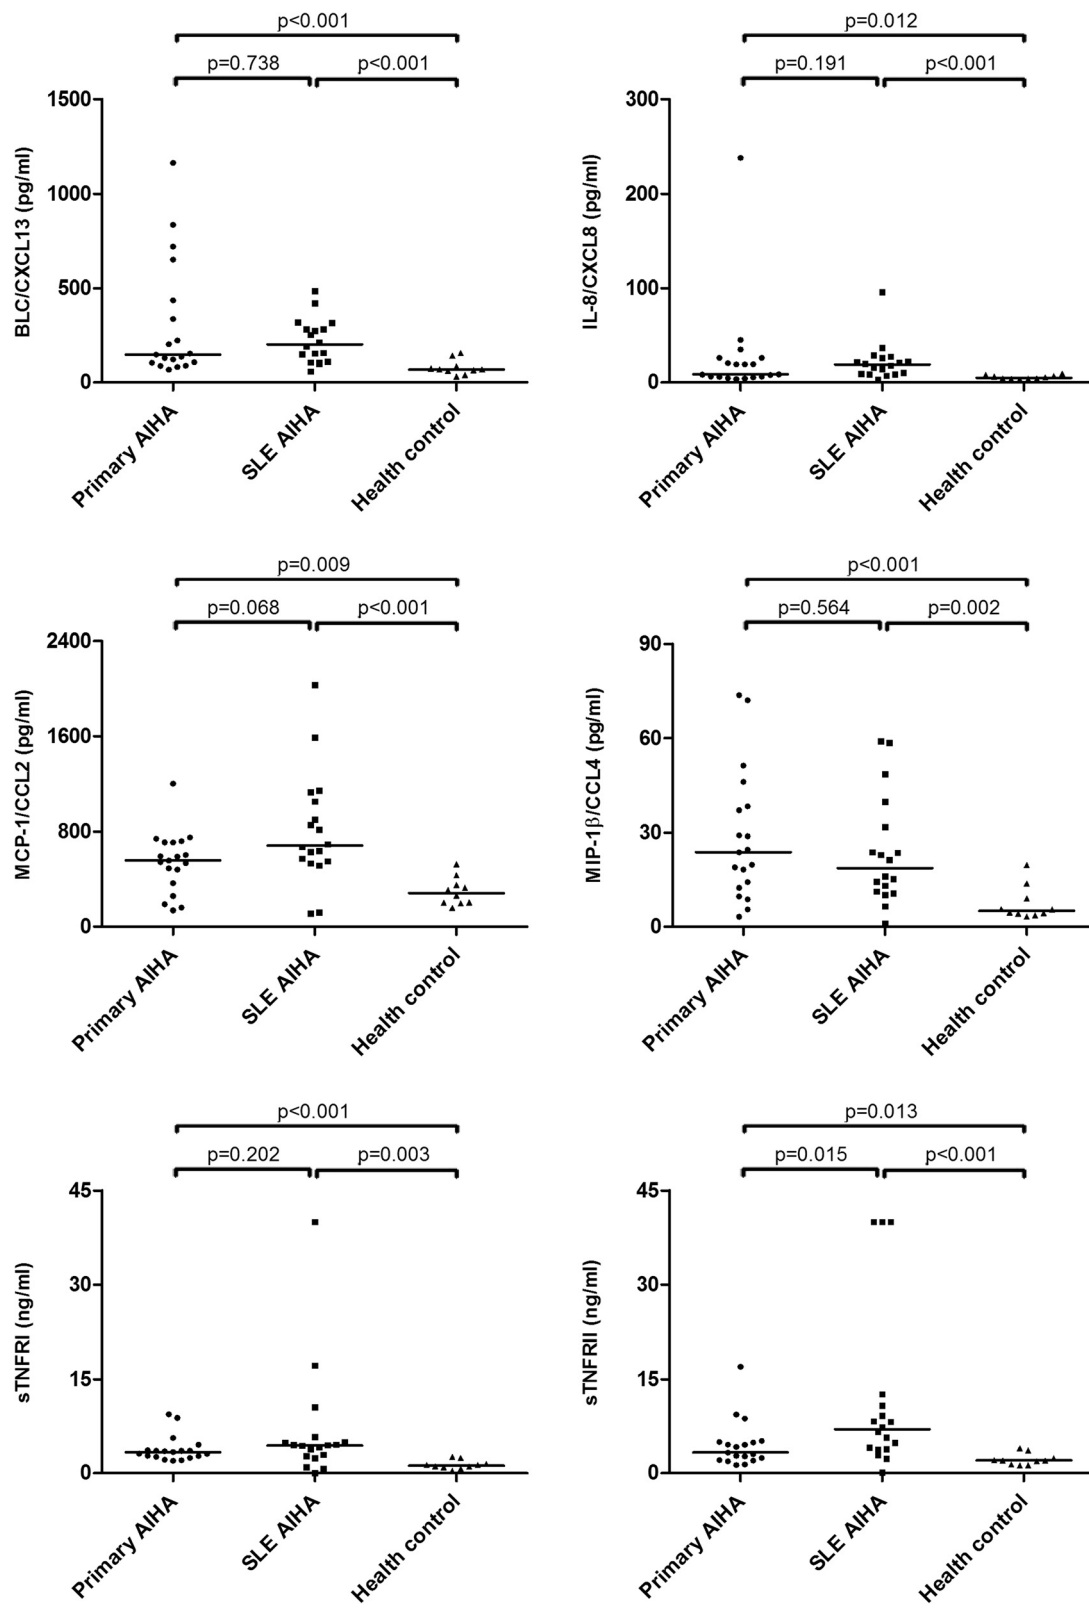 p<0.001
p=0.738 p<0.001
BLC/CXCL13 (pg/ml)
1500
1000
500
0
Primary AIHA
SLE AIHA
Health control
p=0.012
p=0.191 p<0.001
IL-8/CXCL8 (pg/ml)
300
200
100
0
Primary AIHA
SLE AIHA
Health control
p=0.009
p=0.068 p<0.001
MCP-1/CCL2 (pg/ml)
2400
1600
800
0
Primary AIHA
SLE AIHA
Health control
p<0.001
p=0.564 p=0.002
MIP-1β/CCL4 (pg/ml)
90
60
30
0
Primary AIHA
SLE AIHA
Health control
p<0.001
p=0.202 p=0.003
sTNFRI (ng/ml)
45
30
15
0
Primary AIHA
SLE AIHA
Health control
p=0.013
p=0.015 p<0.001
sTNFRII (ng/ml)
45
30
15
0
Primary AIHA
SLE AIHA
Health control